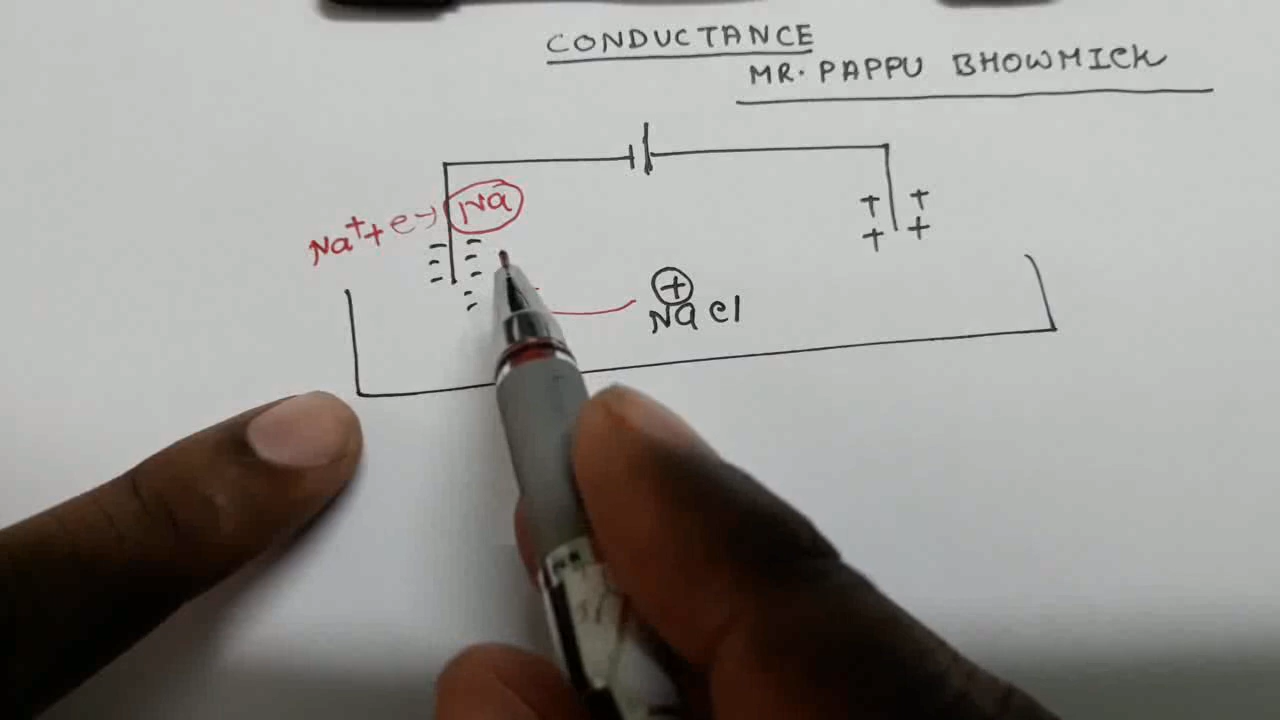 CONDUCTANCE
MR. PAPPU BHOWMICK
Na⁺ + e → Na
+ +
+ +
⊕
NaCl